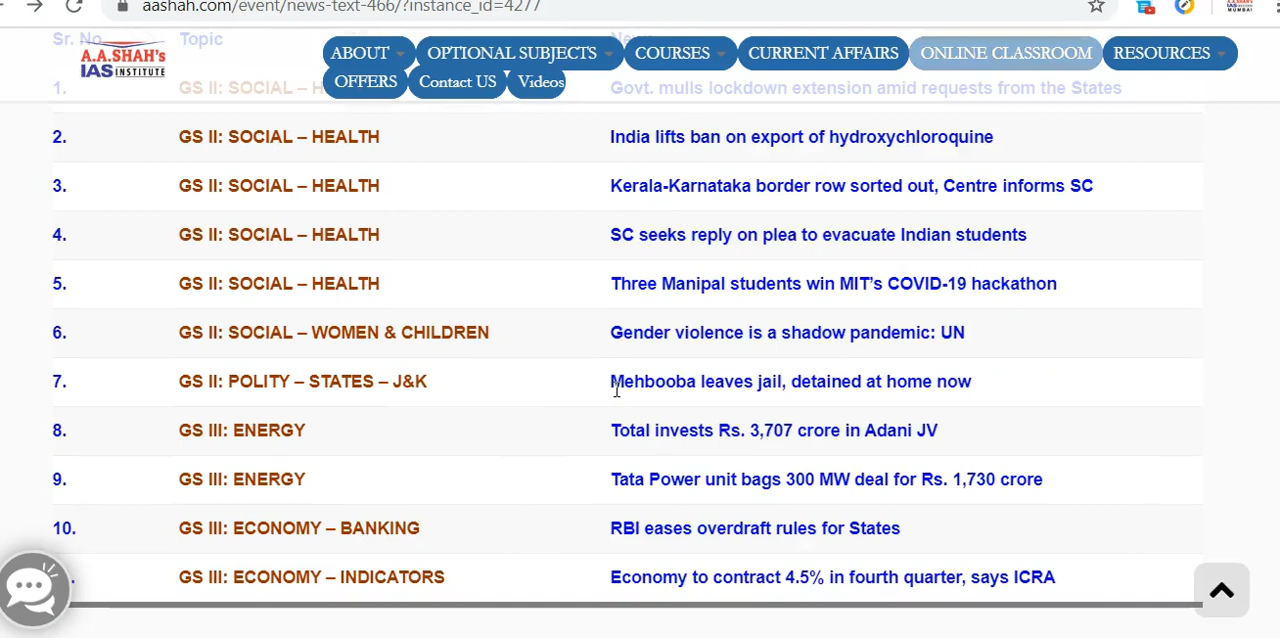 aashah.com/event/news-text-466/?instance_id=4277
Sr. No. Topic News
A.A.SHAH's
IAS INSTITUTE
ABOUT OPTIONAL SUBJECTS COURSES CURRENT AFFAIRS ONLINE CLASSROOM RESOURCES
OFFERS Contact US Videos
1. GS II: SOCIAL – H Govt. mulls lockdown extension amid requests from the States
2. GS II: SOCIAL – HEALTH India lifts ban on export of hydroxychloroquine
3. GS II: SOCIAL – HEALTH Kerala-Karnataka border row sorted out, Centre informs SC
4. GS II: SOCIAL – HEALTH SC seeks reply on plea to evacuate Indian students
5. GS II: SOCIAL – HEALTH Three Manipal students win MIT’s COVID-19 hackathon
6. GS II: SOCIAL – WOMEN & CHILDREN Gender violence is a shadow pandemic: UN
7. GS II: POLITY – STATES – J&K Mehbooba leaves jail, detained at home now
8. GS III: ENERGY Total invests Rs. 3,707 crore in Adani JV
9. GS III: ENERGY Tata Power unit bags 300 MW deal for Rs. 1,730 crore
10. GS III: ECONOMY – BANKING RBI eases overdraft rules for States
. GS III: ECONOMY – INDICATORS Economy to contract 4.5% in fourth quarter, says ICRA